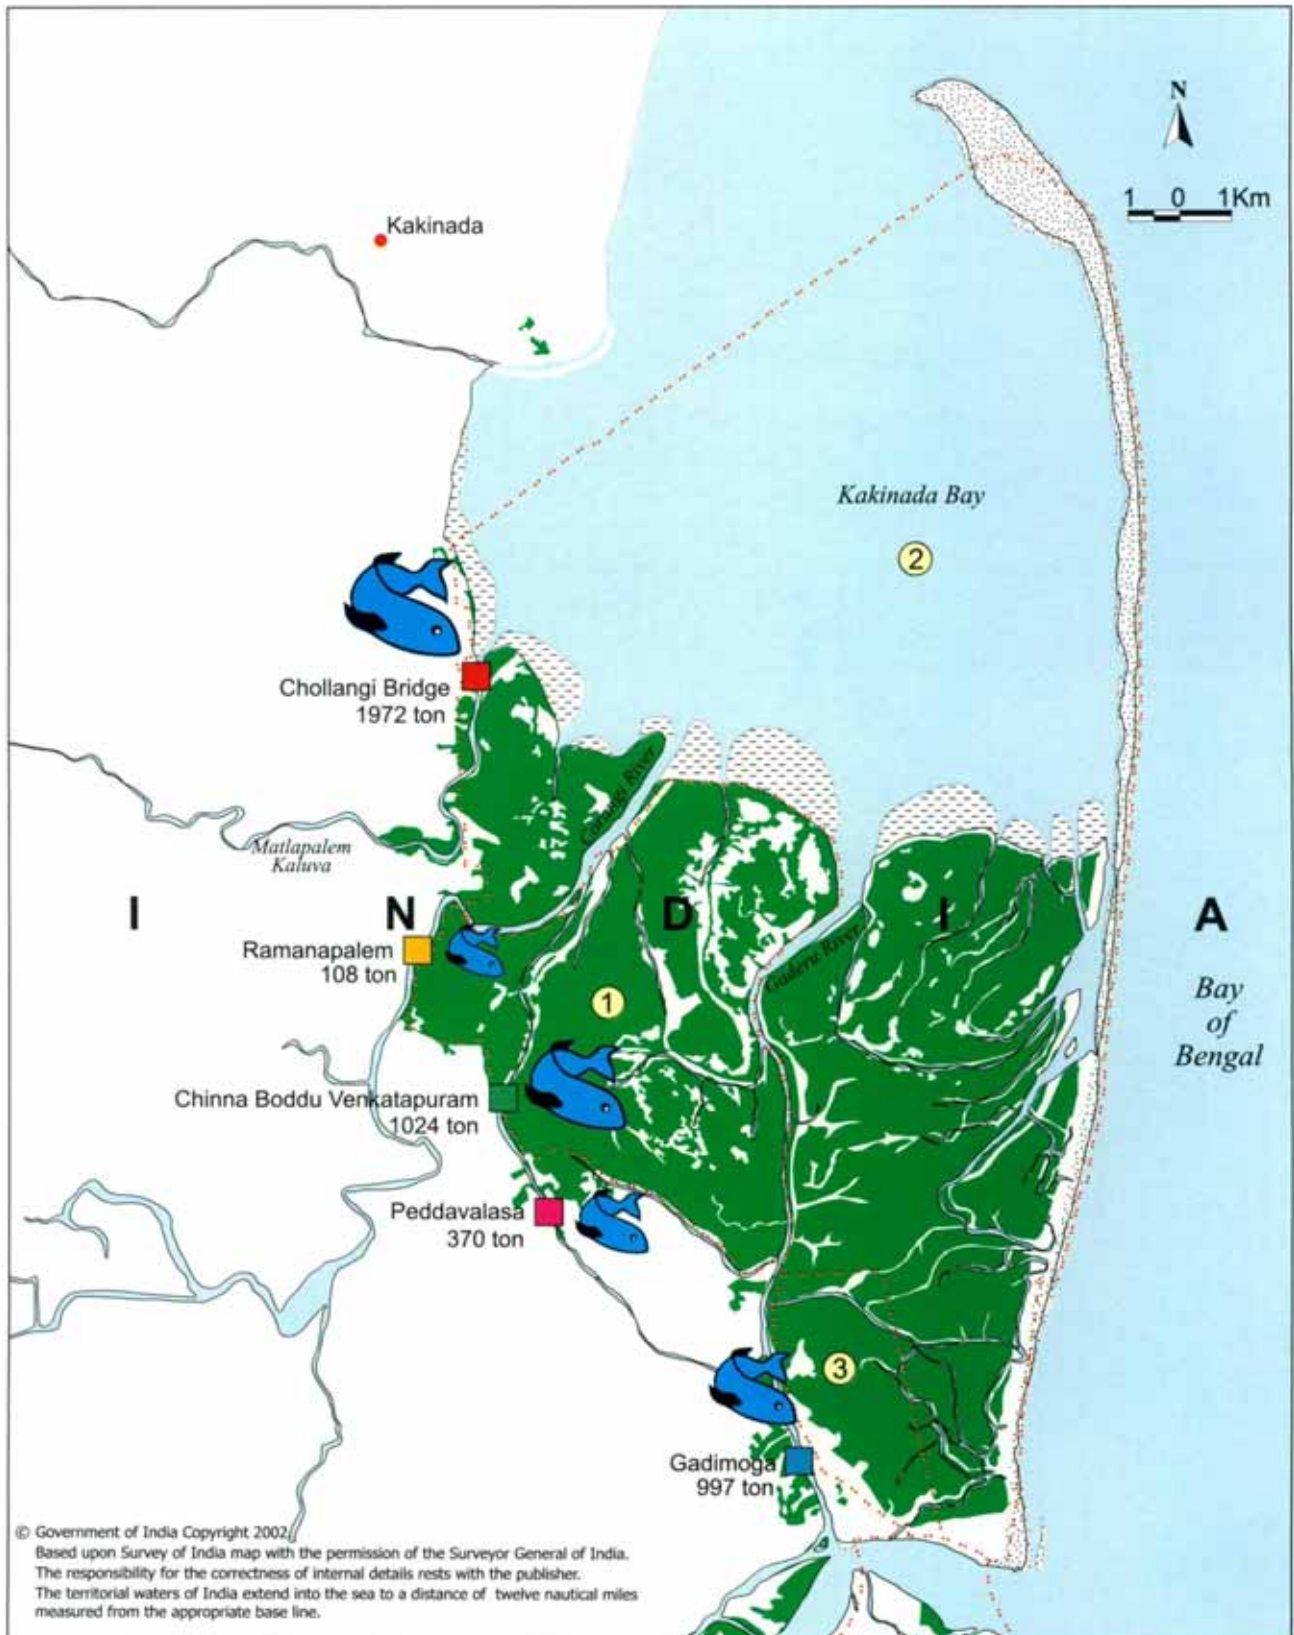 N
1 0 1Km
Kakinada
Kakinada Bay
2
Chollangi Bridge
1972 ton
Corangi River
Matlapalem
Kaluva
I N D I A
Ramanapalem
108 ton
Gaderu River
1
Bay
of
Bengal
Chinna Boddu Venkatapuram
1024 ton
Peddavalasa
370 ton
3
Gadimoga
997 ton
© Government of India Copyright 2002,
Based upon Survey of India map with the permission of the Surveyor General of India.
The responsibility for the correctness of internal details rests with the publisher.
The territorial waters of India extend into the sea to a distance of twelve nautical miles
measured from the appropriate base line.